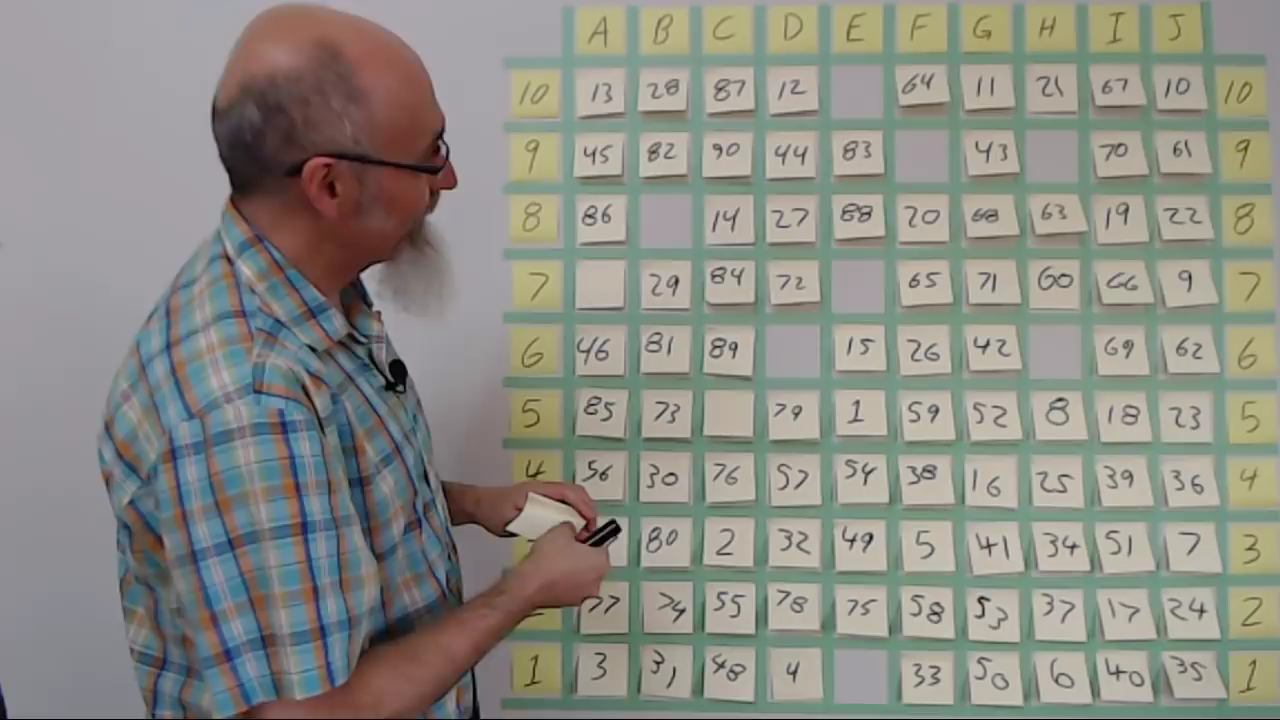 A B C D E F G H I J
10 13 28 87 12 64 11 21 67 10 10
9 45 82 90 44 83 43 70 61 9
8 86 14 27 88 20 68 63 19 22 8
7 29 84 72 65 71 60 66 9 7
6 46 81 89 15 26 42 69 62 6
5 85 73 79 1 59 52 8 18 23 5
4 56 30 76 57 54 38 16 25 39 36 4
80 2 32 49 5 41 34 51 7 3
77 74 55 78 75 58 53 37 17 24 2
1 3 31 48 4 33 50 6 40 35 1